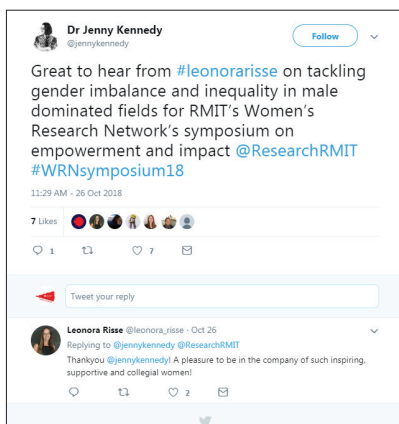 Dr Jenny Kennedy
@jennykennedy
Follow
Great to hear from #leonorarisse on tackling
gender imbalance and inequality in male
dominated fields for RMIT's Women's
Research Network's symposium on
empowerment and impact @ResearchRMIT
#WRNsymposium18
11:29 AM - 26 Oct 2018
7 Likes
1 7
Tweet your reply
Leonora Risse @leonora_risse · Oct 26
Replying to @jennykennedy @ResearchRMIT
Thankyou @jennykennedy! A pleasure to be in the company of such inspiring,
supportive and collegial women!
2